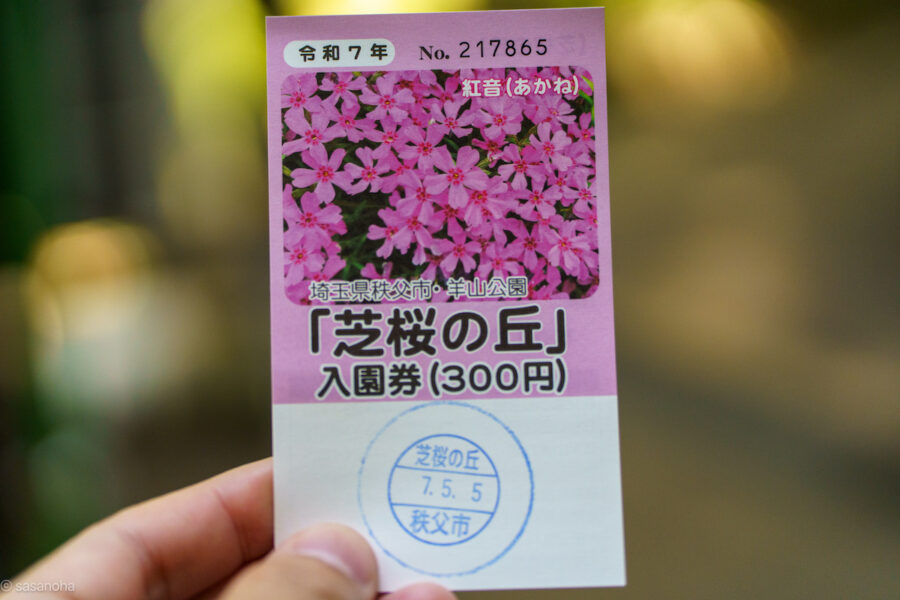 令和7年 No. 217865
紅音(あかね)
埼玉県秩父市・羊山公園
「芝桜の丘」
入園券(300円)
芝桜の丘
7. 5. 5
秩父市
© sasanoha